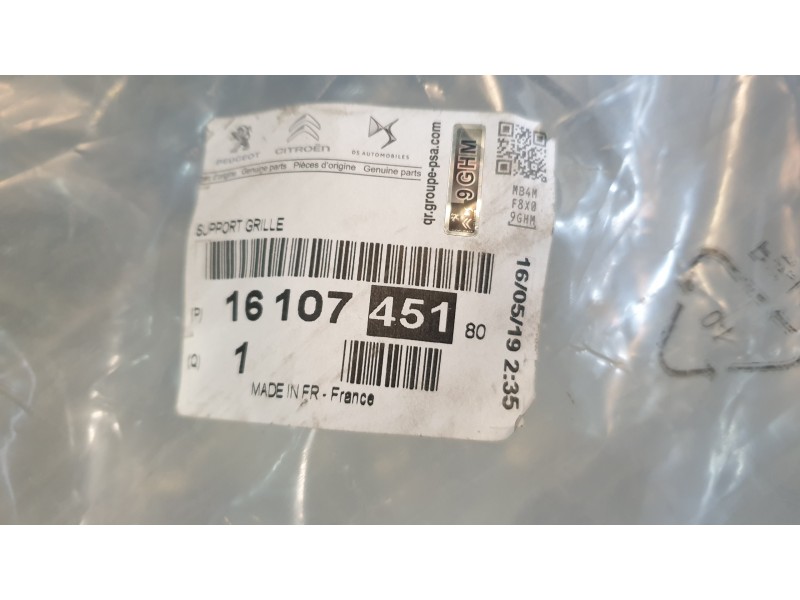 PEUGEOT CITROËN DS AUTOMOBILES
d'origine Genuine parts Pièces d'origine Genuine parts
qr.groupe-psa.com
9GHM
MB4M
F8X0
9GHM
SUPPORT GRILLE
(P) 16 107 451 80
(Q) 1
MADE IN FR - France
16/05/19 2:35